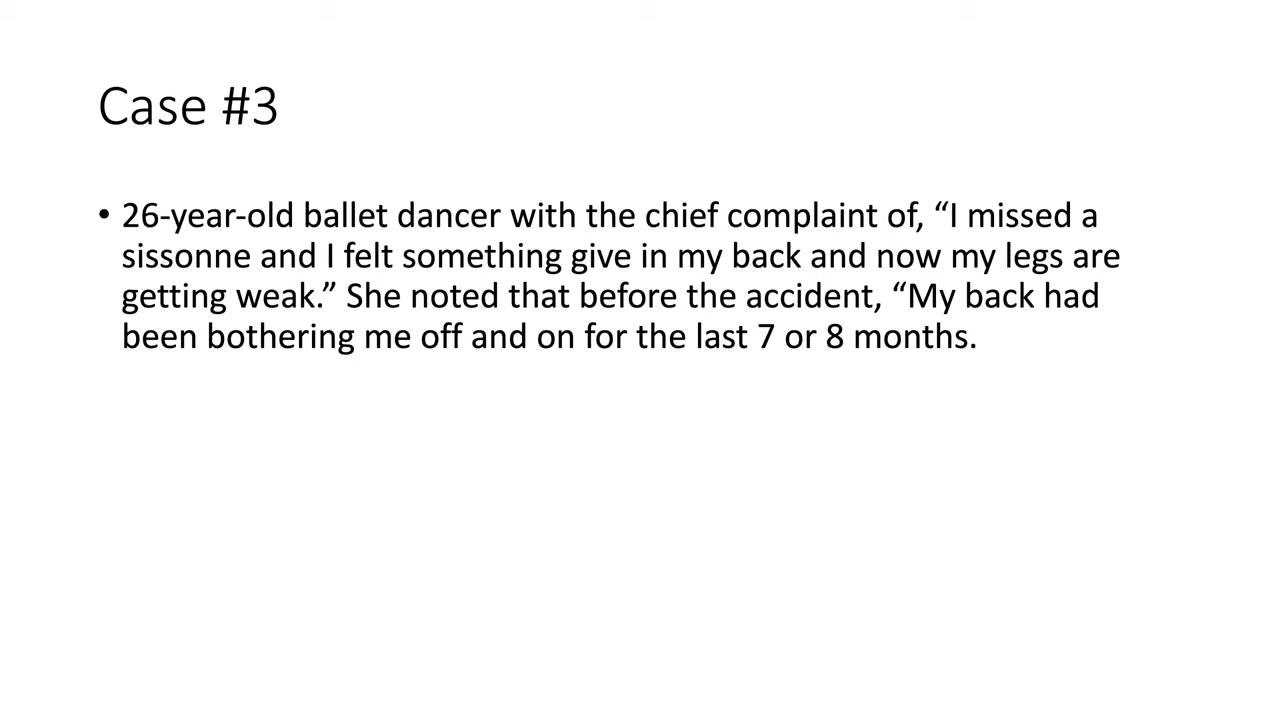 Case #3
• 26-year-old ballet dancer with the chief complaint of, “I missed a
sissonne and I felt something give in my back and now my legs are
getting weak.” She noted that before the accident, “My back had
been bothering me off and on for the last 7 or 8 months.